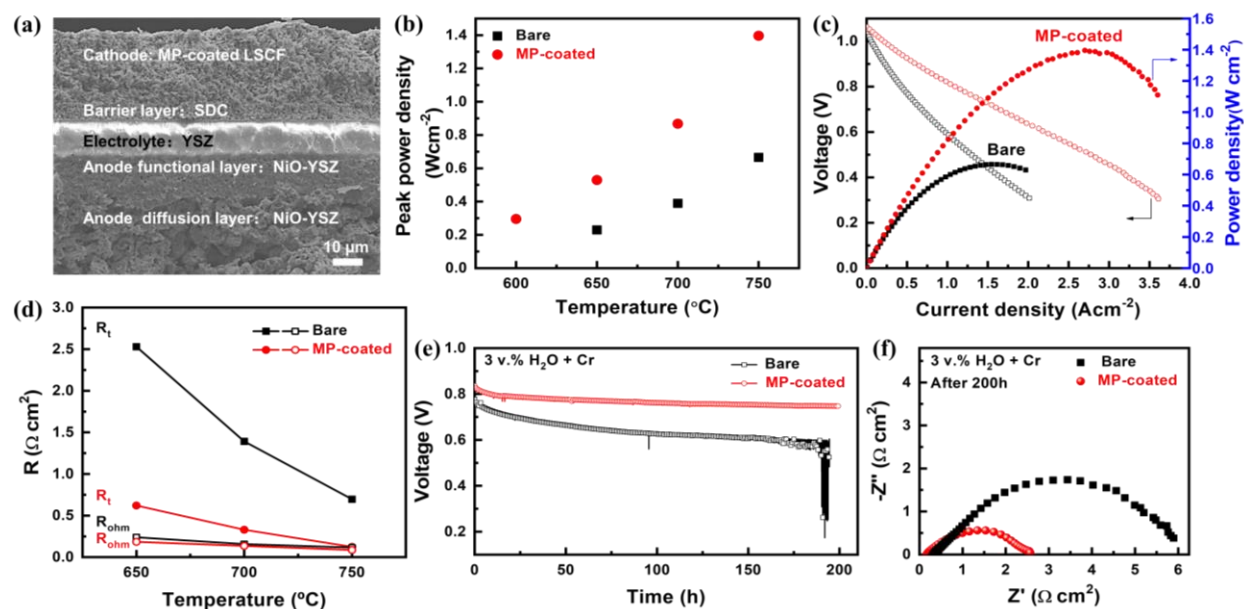 (a)
Cathode: MP-coated LSCF
Barrier layer: SDC
Electrolyte: YSZ
Anode functional layer: NiO-YSZ
Anode diffusion layer: NiO-YSZ
10 μm
(b)
Bare
MP-coated
Peak power density
(Wcm-2)
1.4
1.2
1.0
0.8
0.6
0.4
0.2
0.0
600 650 700 750
Temperature (°C)
(c)
MP-coated
Bare
Voltage (V)
1.0
0.8
0.6
0.4
0.2
0.0
0.0 0.5 1.0 1.5 2.0 2.5 3.0 3.5 4.0
Current density (Acm-2)
1.6
1.4
1.2
1.0
0.8
0.6
0.4
0.2
0.0
Power density(W cm-2)
(d)
Rt
Bare
MP-coated
Rt
Rohm
Rohm
R (Ω cm2)
3.0
2.5
2.0
1.5
1.0
0.5
0.0
650 700 750
Temperature (ºC)
(e)
3 v.% H2O + Cr
Bare
MP-coated
Voltage (V)
1.0
0.8
0.6
0.4
0.2
0 50 100 150 200
Time (h)
(f)
3 v.% H2O + Cr
After 200h
Bare
MP-coated
-Z'' (Ω cm2)
4
3
2
1
0
0 1 2 3 4 5 6
Z' (Ω cm2)